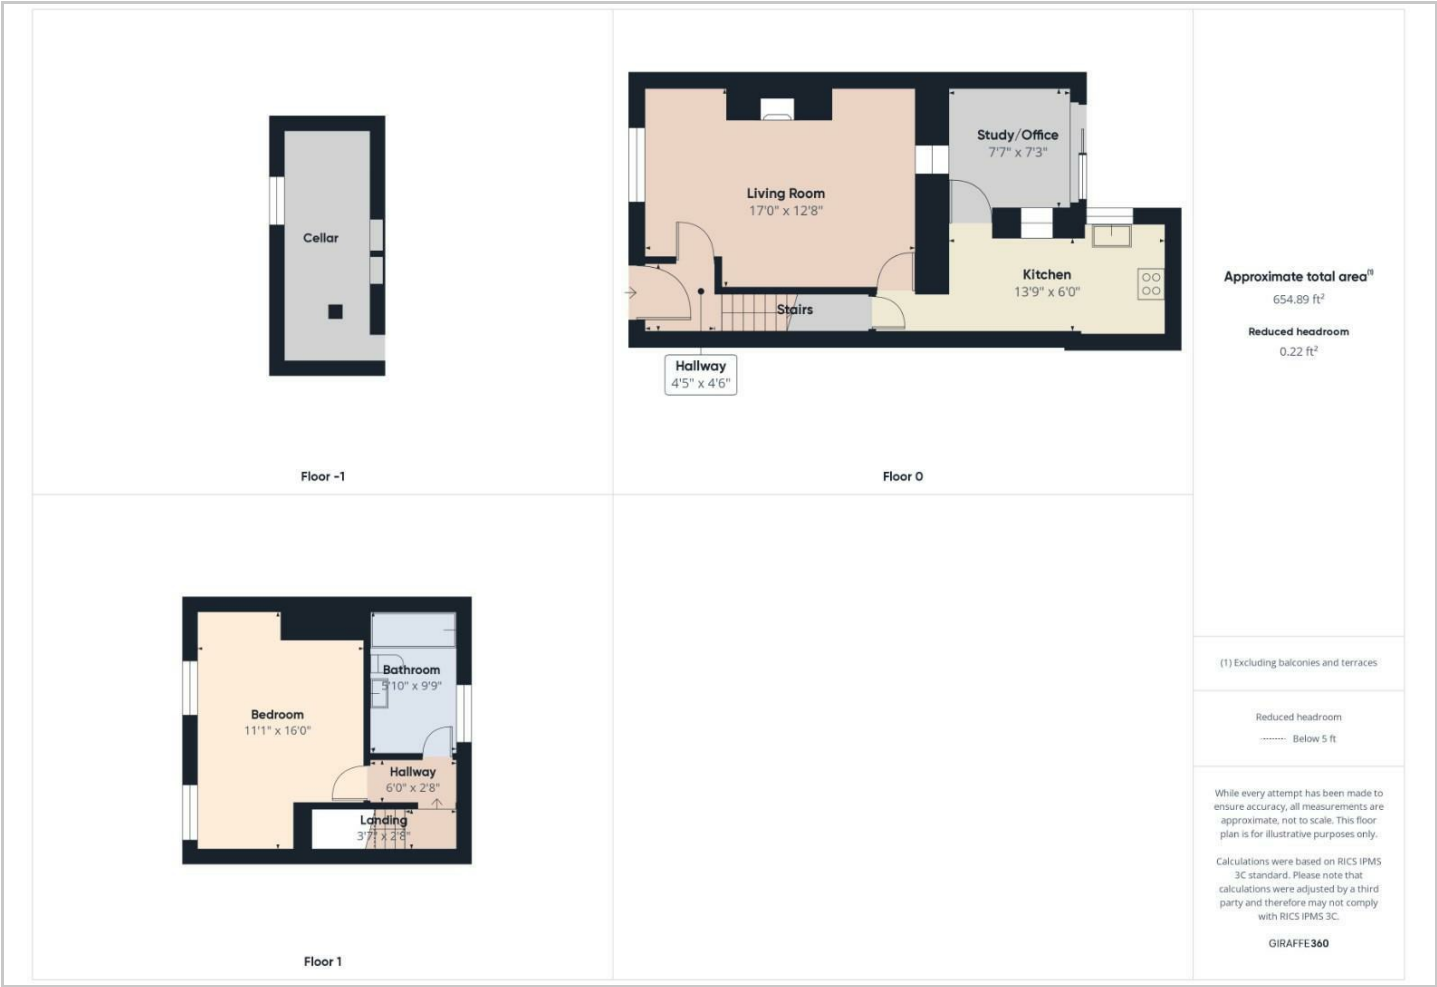 Cellar
Floor -1
Study/Office
7'7" x 7'3"
Living Room
17'0" x 12'8"
Kitchen
13'9" x 6'0"
Stairs
Hallway
4'5" x 4'6"
Floor 0
Bathroom
5'10" x 9'9"
Bedroom
11'1" x 16'0"
Hallway
6'0" x 2'8"
Landing
3'7" x 2'8"
Floor 1
Approximate total area(1)
654.89 ft²
Reduced headroom
0.22 ft²
(1) Excluding balconies and terraces
Reduced headroom
Below 5 ft
While every attempt has been made to
ensure accuracy, all measurements are
approximate, not to scale. This floor
plan is for illustrative purposes only.
Calculations were based on RICS IPMS
3C standard. Please note that
calculations were adjusted by a third
party and therefore may not comply
with RICS IPMS 3C.
GIRAFFE360